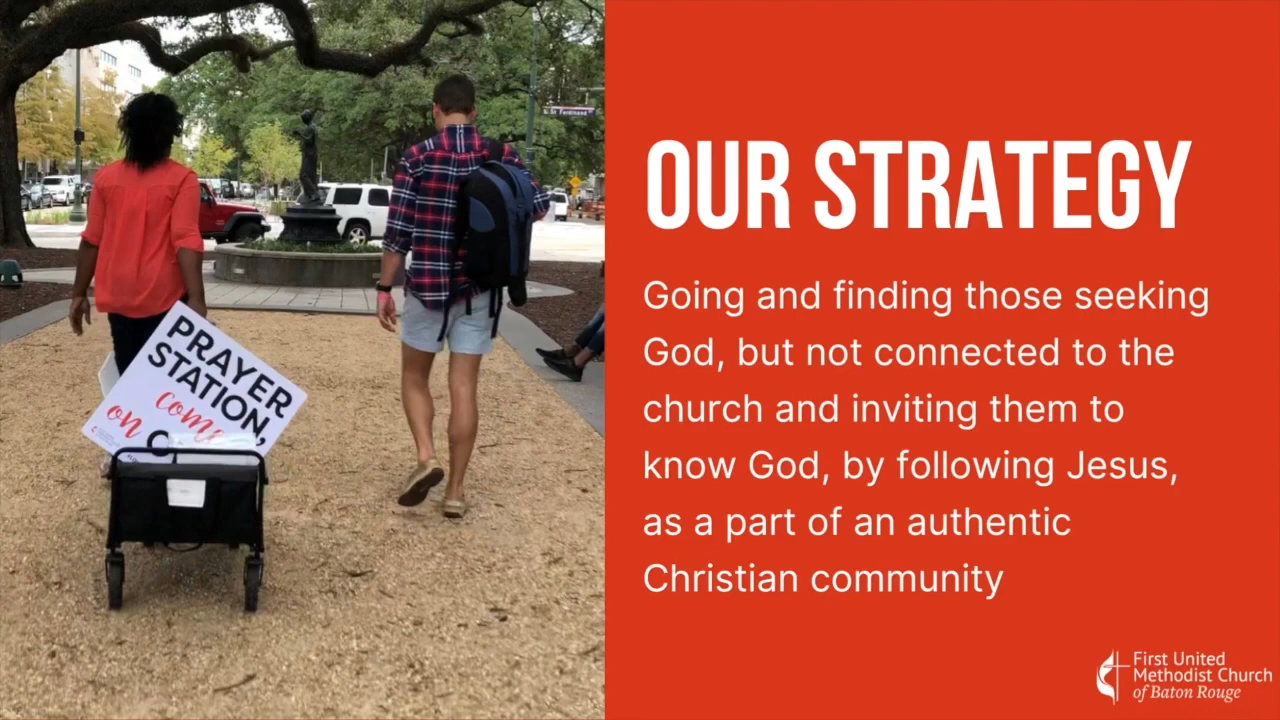 St Ferdinand
PRAYER
STATION,
come
on
OUR STRATEGY
Going and finding those seeking
God, but not connected to the
church and inviting them to
know God, by following Jesus,
as a part of an authentic
Christian community
First United
Methodist Church
of Baton Rouge